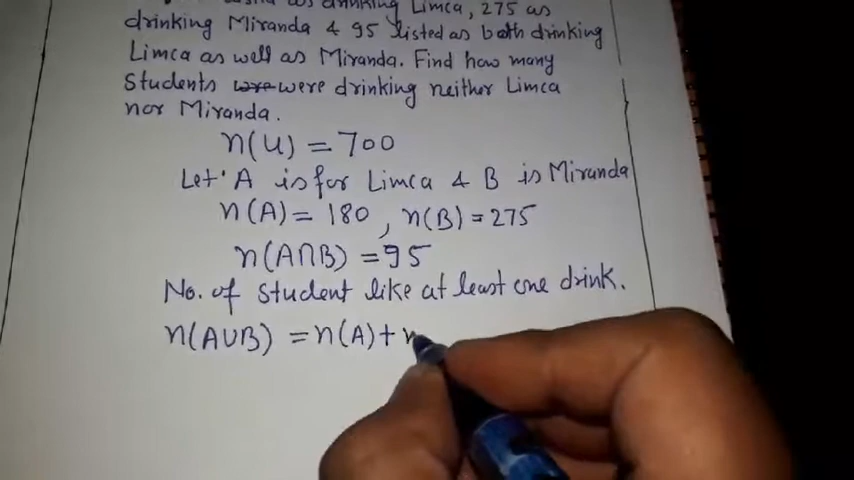 drinking Limca, 275 as
drinking Miranda & 95 listed as both drinking
Limca as well as Miranda. Find how many
Students were drinking neither Limca
nor Miranda.
n(U) = 700
Let A is for Limca & B is Miranda
n(A) = 180, n(B) = 275
n(A∩B) = 95
No. of student like at least one drink.
n(A∪B) = n(A) + n